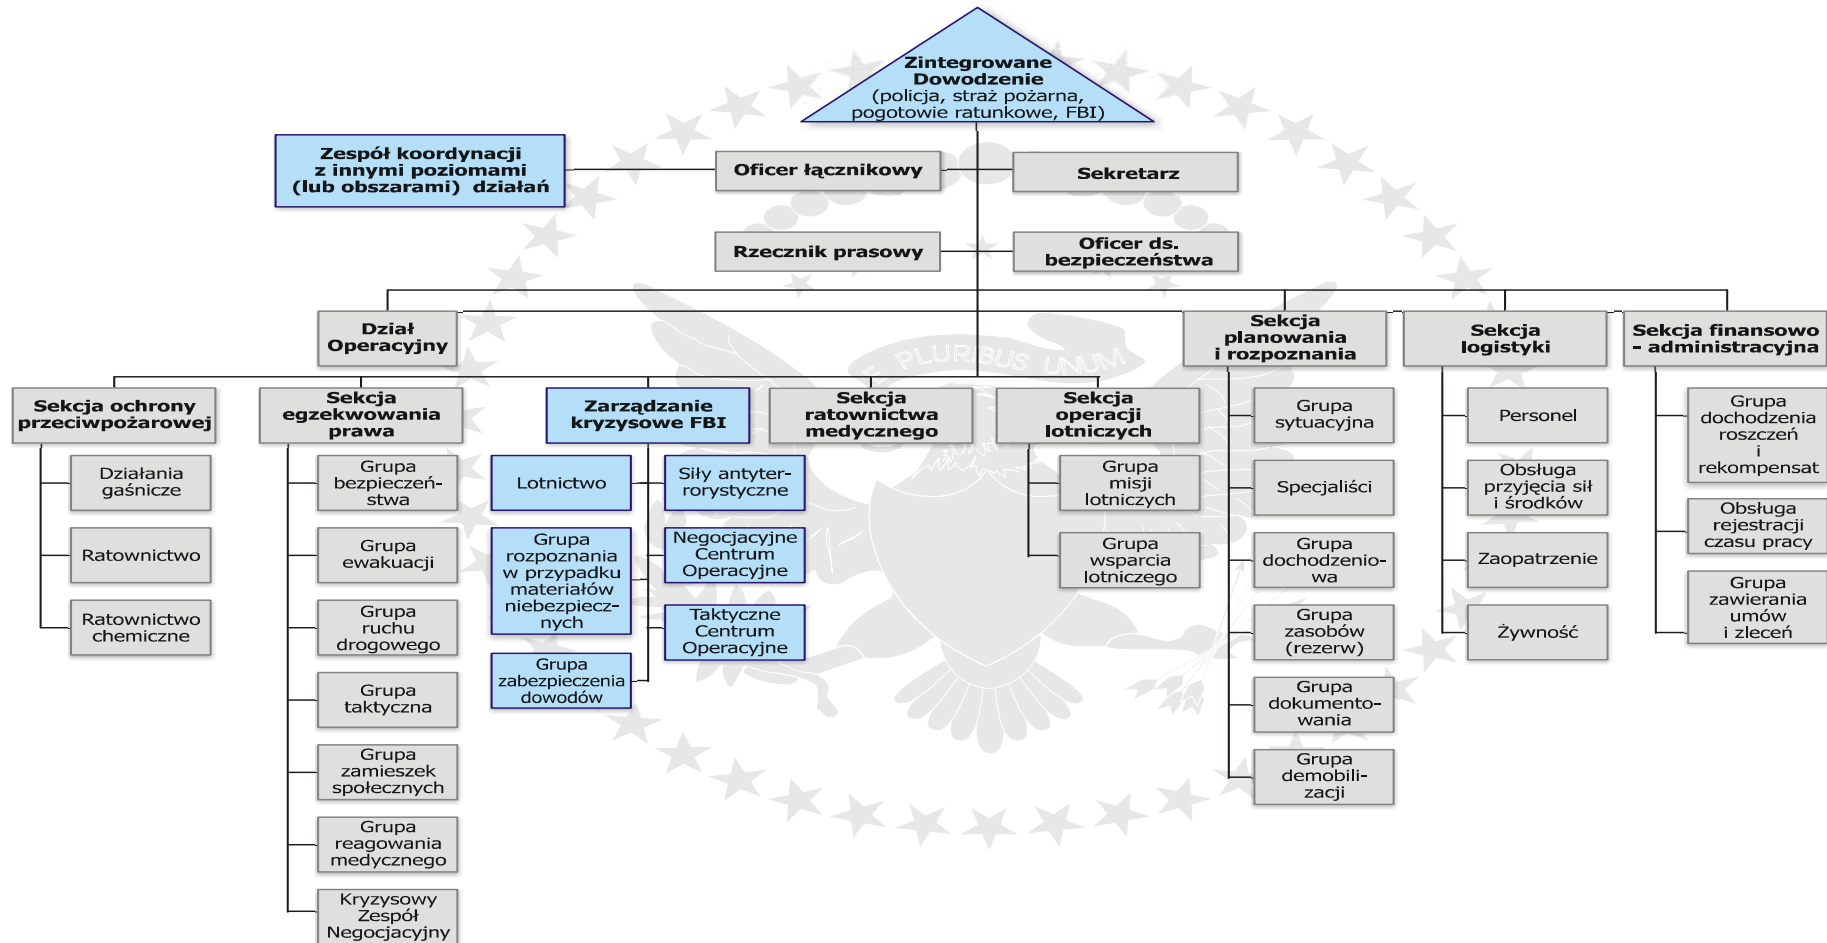 Zintegrowane
Dowodzenie
(policja, straż pożarna,
pogotowie ratunkowe, FBI)
Zespół koordynacji
z innymi poziomami
(lub obszarami) działań
Oficer łącznikowy
Sekretarz
Rzecznik prasowy
Oficer ds.
bezpieczeństwa
Dział
Operacyjny
Sekcja
planowania
i rozpoznania
Sekcja
logistyki
Sekcja finansowo
- administracyjna
E PLURIBUS UNUM
Sekcja ochrony
przeciwpożarowej
Działania
gaśnicze
Ratownictwo
Ratownictwo
chemiczne
Sekcja
egzekwowania
prawa
Grupa
bezpieczeń-
stwa
Grupa
ewakuacji
Grupa
ruchu
drogowego
Grupa
taktyczna
Grupa
zamieszek
społecznych
Grupa
reagowania
medycznego
Kryzysowy
Zespół
Negocjacyjny
Zarządzanie
kryzysowe FBI
Lotnictwo
Siły antyter-
rorystyczne
Grupa
rozpoznania
w przypadku
materiałów
niebezpiecz-
nych
Negocjacyjne
Centrum
Operacyjne
Taktyczne
Centrum
Operacyjne
Grupa
zabezpieczenia
dowodów
Sekcja
ratownictwa
medycznego
Sekcja
operacji
lotniczych
Grupa
misji
lotniczych
Grupa
wsparcia
lotniczego
Grupa
sytuacyjna
Specjaliści
Grupa
dochodzenio-
wa
Grupa
zasobów
(rezerw)
Grupa
dokumento-
wania
Grupa
demobili-
zacji
Personel
Obsługa
przyjęcia sił
i środków
Zaopatrzenie
Żywność
Grupa
dochodzenia
roszczeń
i
rekompensat
Obsługa
rejestracji
czasu pracy
Grupa
zawierania
umów
i zleceń